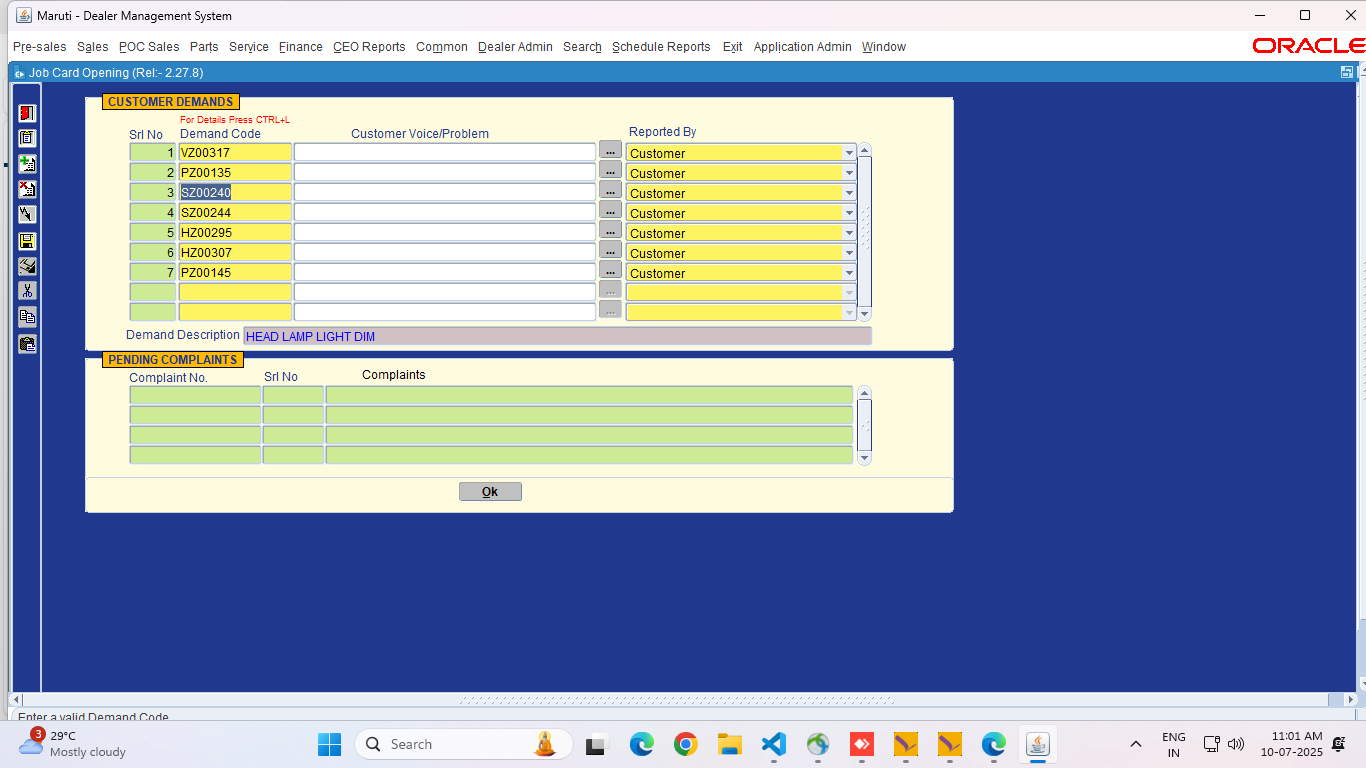 Maruti - Dealer Management System
Pre-sales Sales POC Sales Parts Service Finance CEO Reports Common Dealer Admin Search Schedule Reports Exit Application Admin Window
ORACLE
Job Card Opening (Rel:- 2.27.8)
CUSTOMER DEMANDS
For Details Press CTRL+L
Srl No Demand Code Customer Voice/Problem Reported By
1 VZ00317 ... Customer
2 PZ00135 ... Customer
3 SZ00240 ... Customer
4 SZ00244 ... Customer
5 HZ00295 ... Customer
6 HZ00307 ... Customer
7 PZ00145 ... Customer
...
...
Demand Description HEAD LAMP LIGHT DIM
PENDING COMPLAINTS
Complaint No. Srl No Complaints
Ok
Enter a valid Demand Code
3
29°C
Mostly cloudy
Search
ENG
IN
11:01 AM
10-07-2025